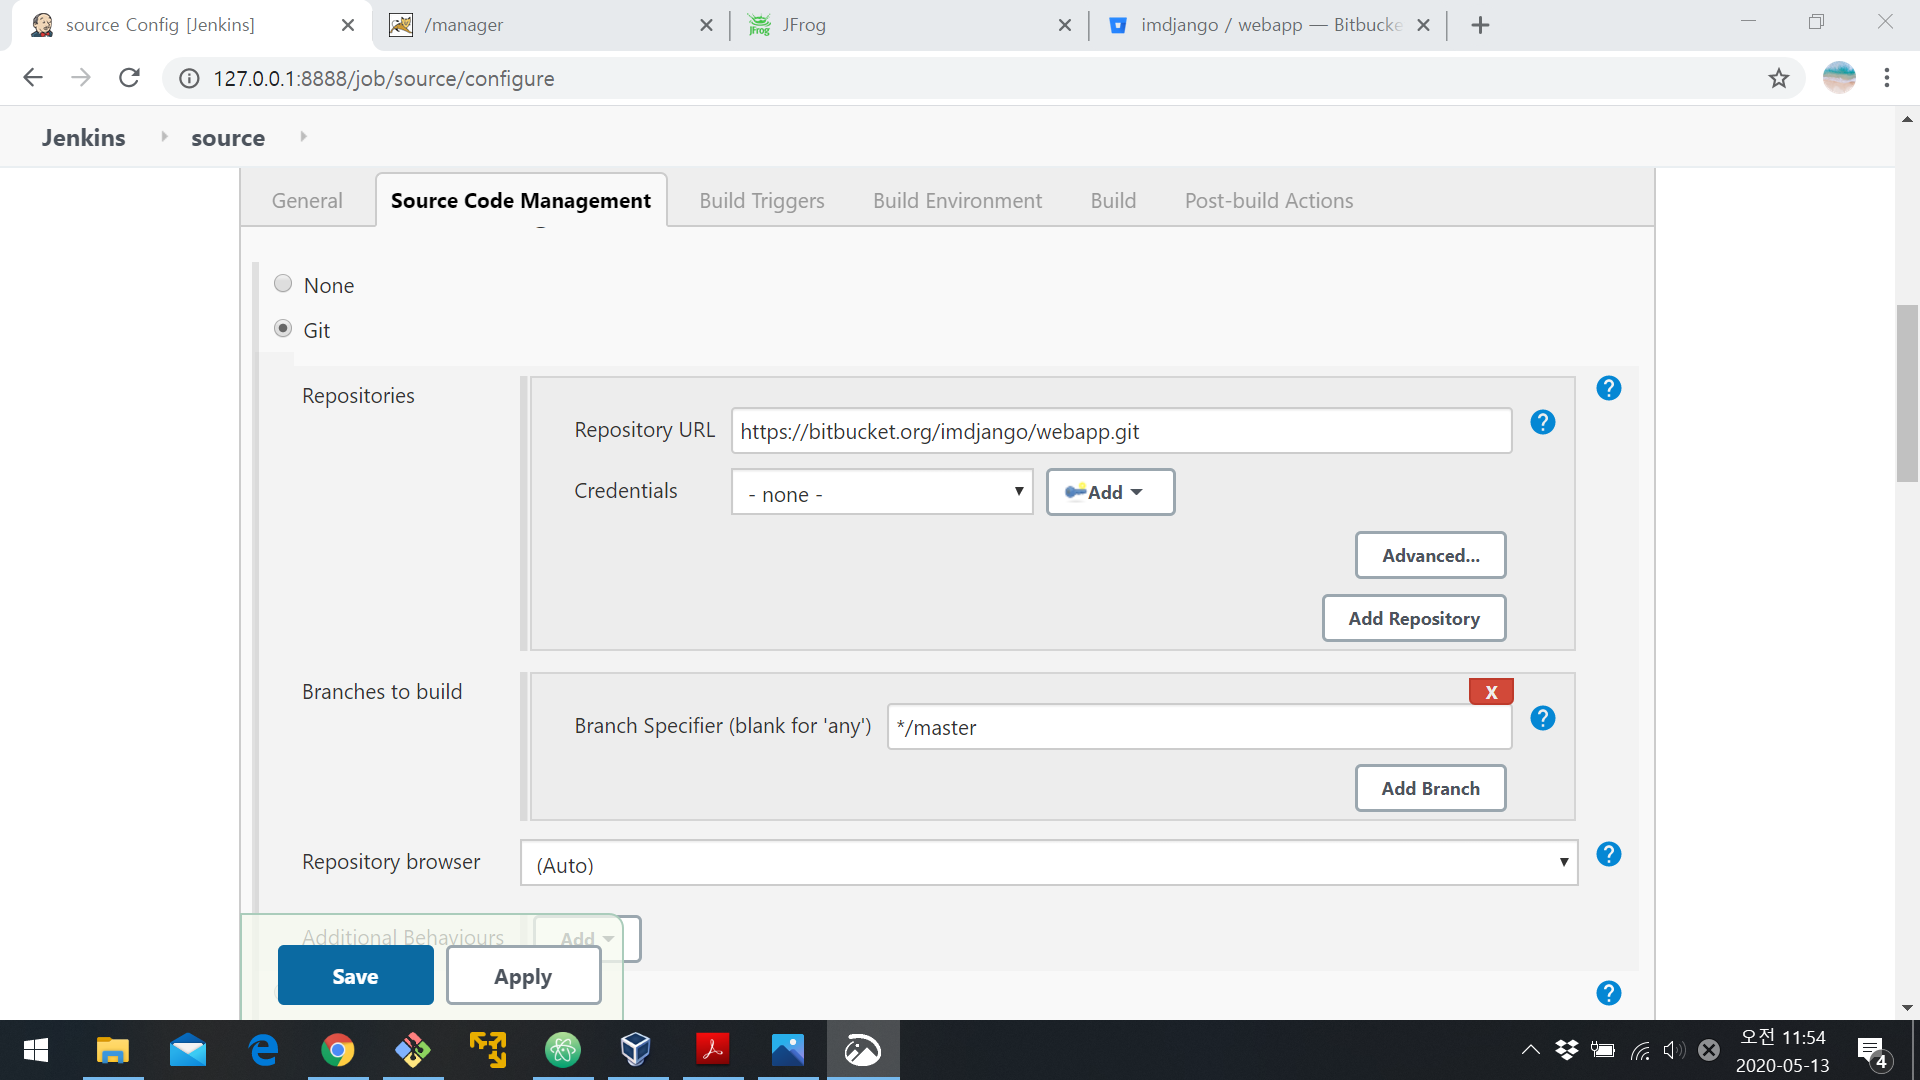 source Config [Jenkins]
/manager
JFrog
imdjango / webapp — Bitbucke
127.0.0.1:8888/job/source/configure
Jenkins
source
General
Source Code Management
Build Triggers
Build Environment
Build
Post-build Actions
None
Git
Repositories
Repository URL
https://bitbucket.org/imdjango/webapp.git
Credentials
- none -
Add
Advanced...
Add Repository
Branches to build
X
Branch Specifier (blank for 'any')
*/master
Add Branch
Repository browser
(Auto)
Additional Behaviours
Add
Save
Apply
오전 11:54
2020-05-13
4